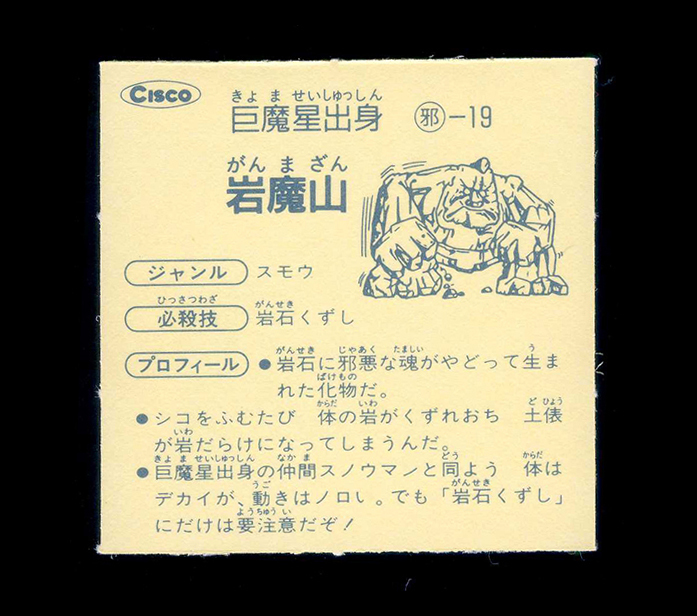 CISCO
きょ ま せいしゅっしん
巨魔星出身 ㊝邪-19
がん ま ざん
岩魔山
ジャンル スモウ
ひっさつわざ がんせき
必殺技 岩石くずし
がんせき じゃあく たましい う
プロフィール ●岩石に邪悪な魂がやどって生ま
ばけもの
れた化物だ。
からだ いわ ど ひょう
●シコをふむたび 体の岩がくずれおち 土俵
いわ
が岩だらけになってしまうんだ。
きょ ま せいしゅっしん なかま どう からだ
●巨魔星出身の仲間スノウマンと同よう 体は
うご がんせき
デカイが、動きはノロい。でも「岩石くずし」
ようちゅう い
にだけは要注意だぞ!